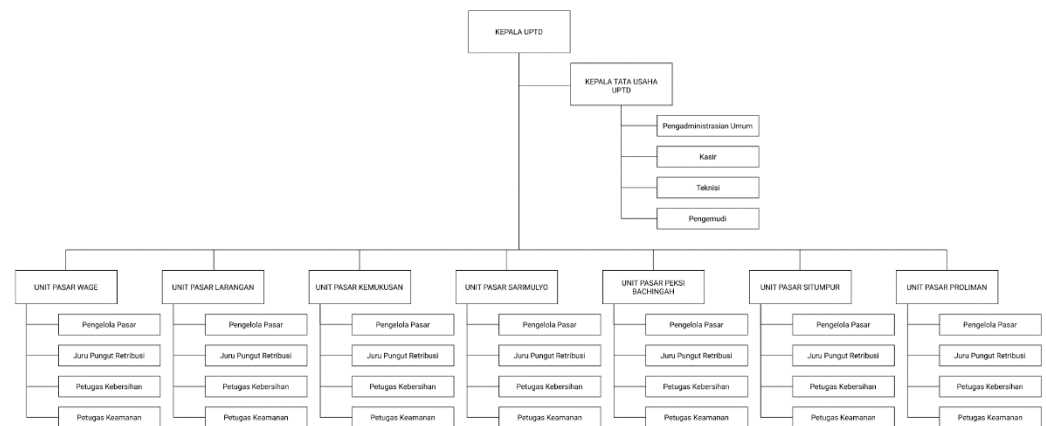 KEPALA UPTD
KEPALA TATA USAHA
UPTD
Pengadministrasian Umum
Kasir
Teknisi
Pengemudi
UNIT PASAR WAGE
Pengelola Pasar
Juru Pungut Retribusi
Petugas Kebersihan
Petugas Keamanan
UNIT PASAR LARANGAN
Pengelola Pasar
Juru Pungut Retribusi
Petugas Kebersihan
Petugas Keamanan
UNIT PASAR KEMUKUSAN
Pengelola Pasar
Juru Pungut Retribusi
Petugas Kebersihan
Petugas Keamanan
UNIT PASAR SARIMULYO
Pengelola Pasar
Juru Pungut Retribusi
Petugas Kebersihan
Petugas Keamanan
UNIT PASAR PEKSI
BACHINGAH
Pengelola Pasar
Juru Pungut Retribusi
Petugas Kebersihan
Petugas Keamanan
UNIT PASAR SITUMPUR
Pengelola Pasar
Juru Pungut Retribusi
Petugas Kebersihan
Petugas Keamanan
UNIT PASAR PROLIMAN
Pengelola Pasar
Juru Pungut Retribusi
Petugas Kebersihan
Petugas Keamanan